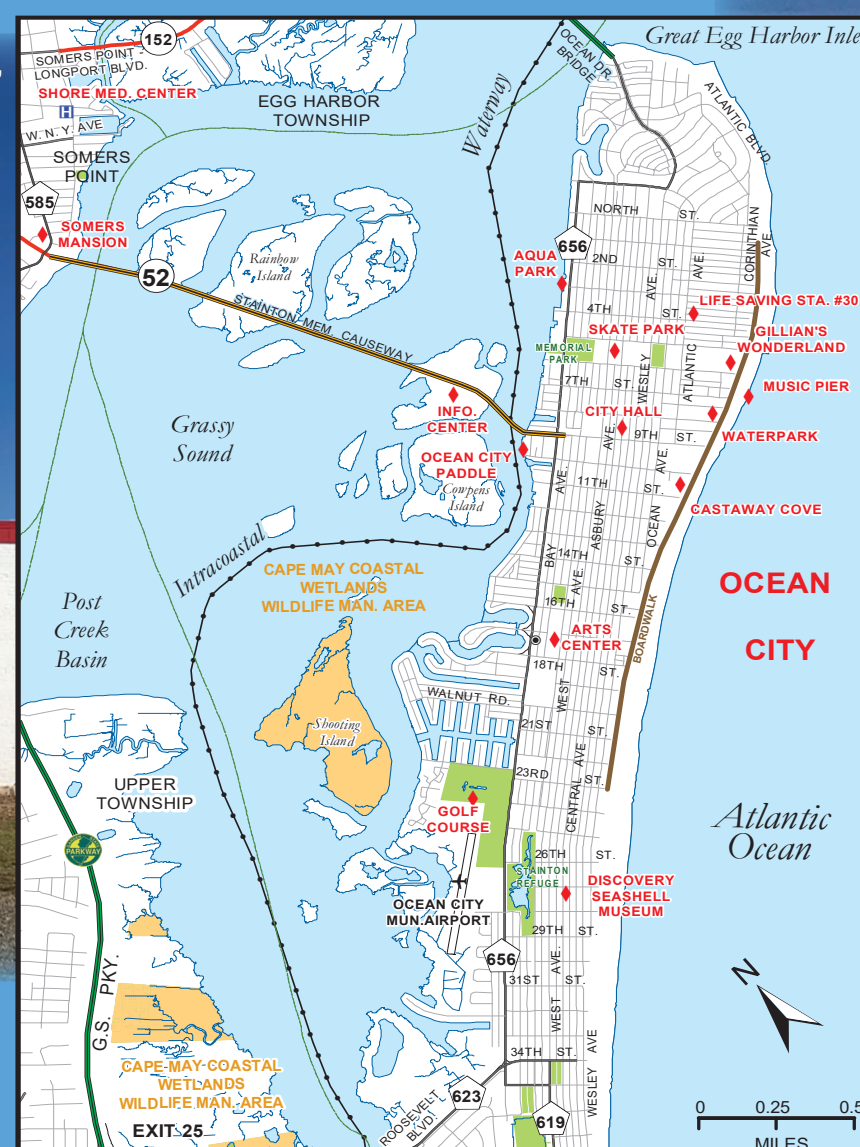 152
Great Egg Harbor Inle
SOMERS POINT -
LONGPORT BLVD.
OCEAN DR.
BRIDGE
SHORE MED. CENTER
H
EGG HARBOR
TOWNSHIP
Waterway
ATLANTIC BLVD
W. N. Y. AVE
SOMERS
POINT
585
SOMERS
MANSION
NORTH ST.
656
CORINTHIAN
AVE
2ND ST.
AVE.
AVE.
AQUA
PARK
52
Rainbow
Island
STAINTON MEM. CAUSEWAY
4TH ST.
LIFE SAVING STA. #30
SKATE PARK
GILLIAN'S
WONDERLAND
MEMORIAL
PARK
7TH ST.
WESLEY
ATLANTIC
MUSIC PIER
INFO.
CENTER
CITY HALL
AVE.
9TH ST.
WATERPARK
Grassy
Sound
OCEAN CITY
PADDLE
Cowpens
Island
AVE.
AVE.
11TH ST.
CASTAWAY COVE
ASBURY
OCEAN
Intracoastal
BAY
14TH ST.
CAPE MAY COASTAL
WETLANDS
WILDLIFE MAN. AREA
AVE.
16TH ST.
OCEAN
CITY
Post
Creek
Basin
BOARDWALK
ARTS
CENTER
18TH ST.
WALNUT RD.
WEST
21ST ST.
Shooting
Island
23RD ST.
CENTRAL AVE
UPPER
TOWNSHIP
GOLF
COURSE
Atlantic
Ocean
PARKWAY
26TH ST.
STAINTON
REFUGE
DISCOVERY
SEASHELL
MUSEUM
OCEAN CITY
MUN.AIRPORT
29TH ST.
656
AVE.
31ST ST.
N
G.S. PKY.
WEST
34TH ST.
WESLEY AVE
CAPE MAY COASTAL
WETLANDS
WILDLIFE MAN. AREA
623
ROOSEVELT
BLVD.
619
EXIT 25
0 0.25 0.5
MILES